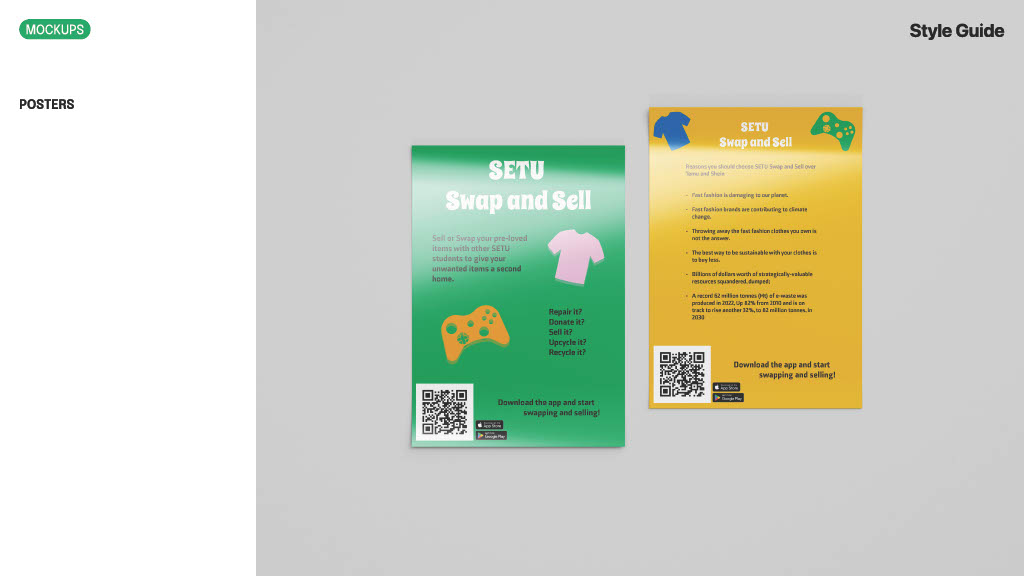 MOCKUPS
Style Guide
POSTERS
SETU
Swap and Sell
Sell or Swap your pre-loved
items with other SETU
students to give your
unwanted items a second
home.
Repair it?
Donate it?
Sell it?
Upcycle it?
Recycle it?
Download the app and start
swapping and selling!
App Store
Google Play
SETU
Swap and Sell
Reasons you should choose SETU Swap and Sell over
Temu and Shein
- Fast fashion is damaging to our planet.
- Fast fashion brands are contributing to climate
change.
- Throwing away the fast fashion clothes you own is
not the answer.
- The best way to be sustainable with your clothes is
to buy less.
- Billions of dollars worth of strategically-valuable
resources squandered, dumped;
- A record 62 million tonnes (Mt) of e-waste was
produced in 2022, Up 82% from 2010 and is on
track to rise another 32%, to 82 million tonnes, in
2030
Download the app and start
swapping and selling!
App Store
Google Play